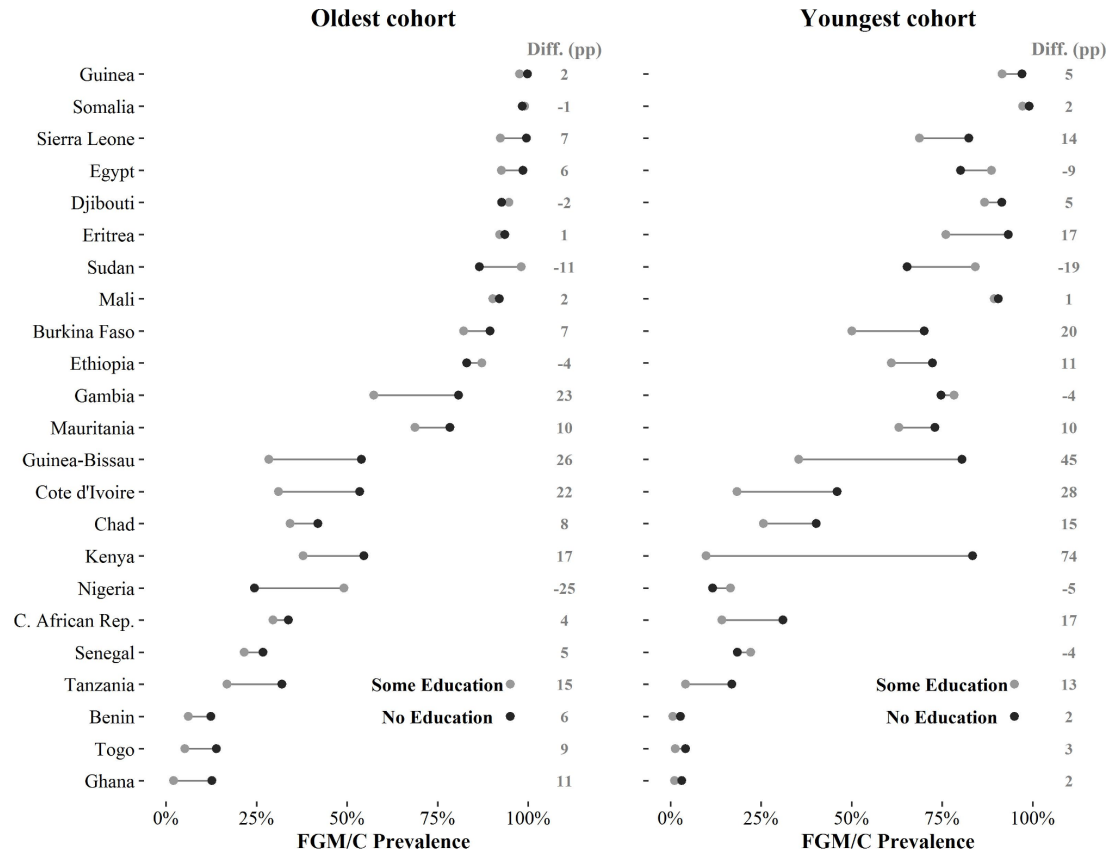 Oldest cohort Youngest cohort
Diff. (pp) Diff. (pp)
Guinea 2 5
Somalia -1 2
Sierra Leone 7 14
Egypt 6 -9
Djibouti -2 5
Eritrea 1 17
Sudan -11 -19
Mali 2 1
Burkina Faso 7 20
Ethiopia -4 11
Gambia 23 -4
Mauritania 10 10
Guinea-Bissau 26 45
Cote d'Ivoire 22 28
Chad 8 15
Kenya 17 74
Nigeria -25 -5
C. African Rep. 4 17
Senegal 5 -4
Tanzania Some Education 15 Some Education 13
Benin No Education 6 No Education 2
Togo 9 3
Ghana 11 2
0% 25% 50% 75% 100% 0% 25% 50% 75% 100%
FGM/C Prevalence FGM/C Prevalence